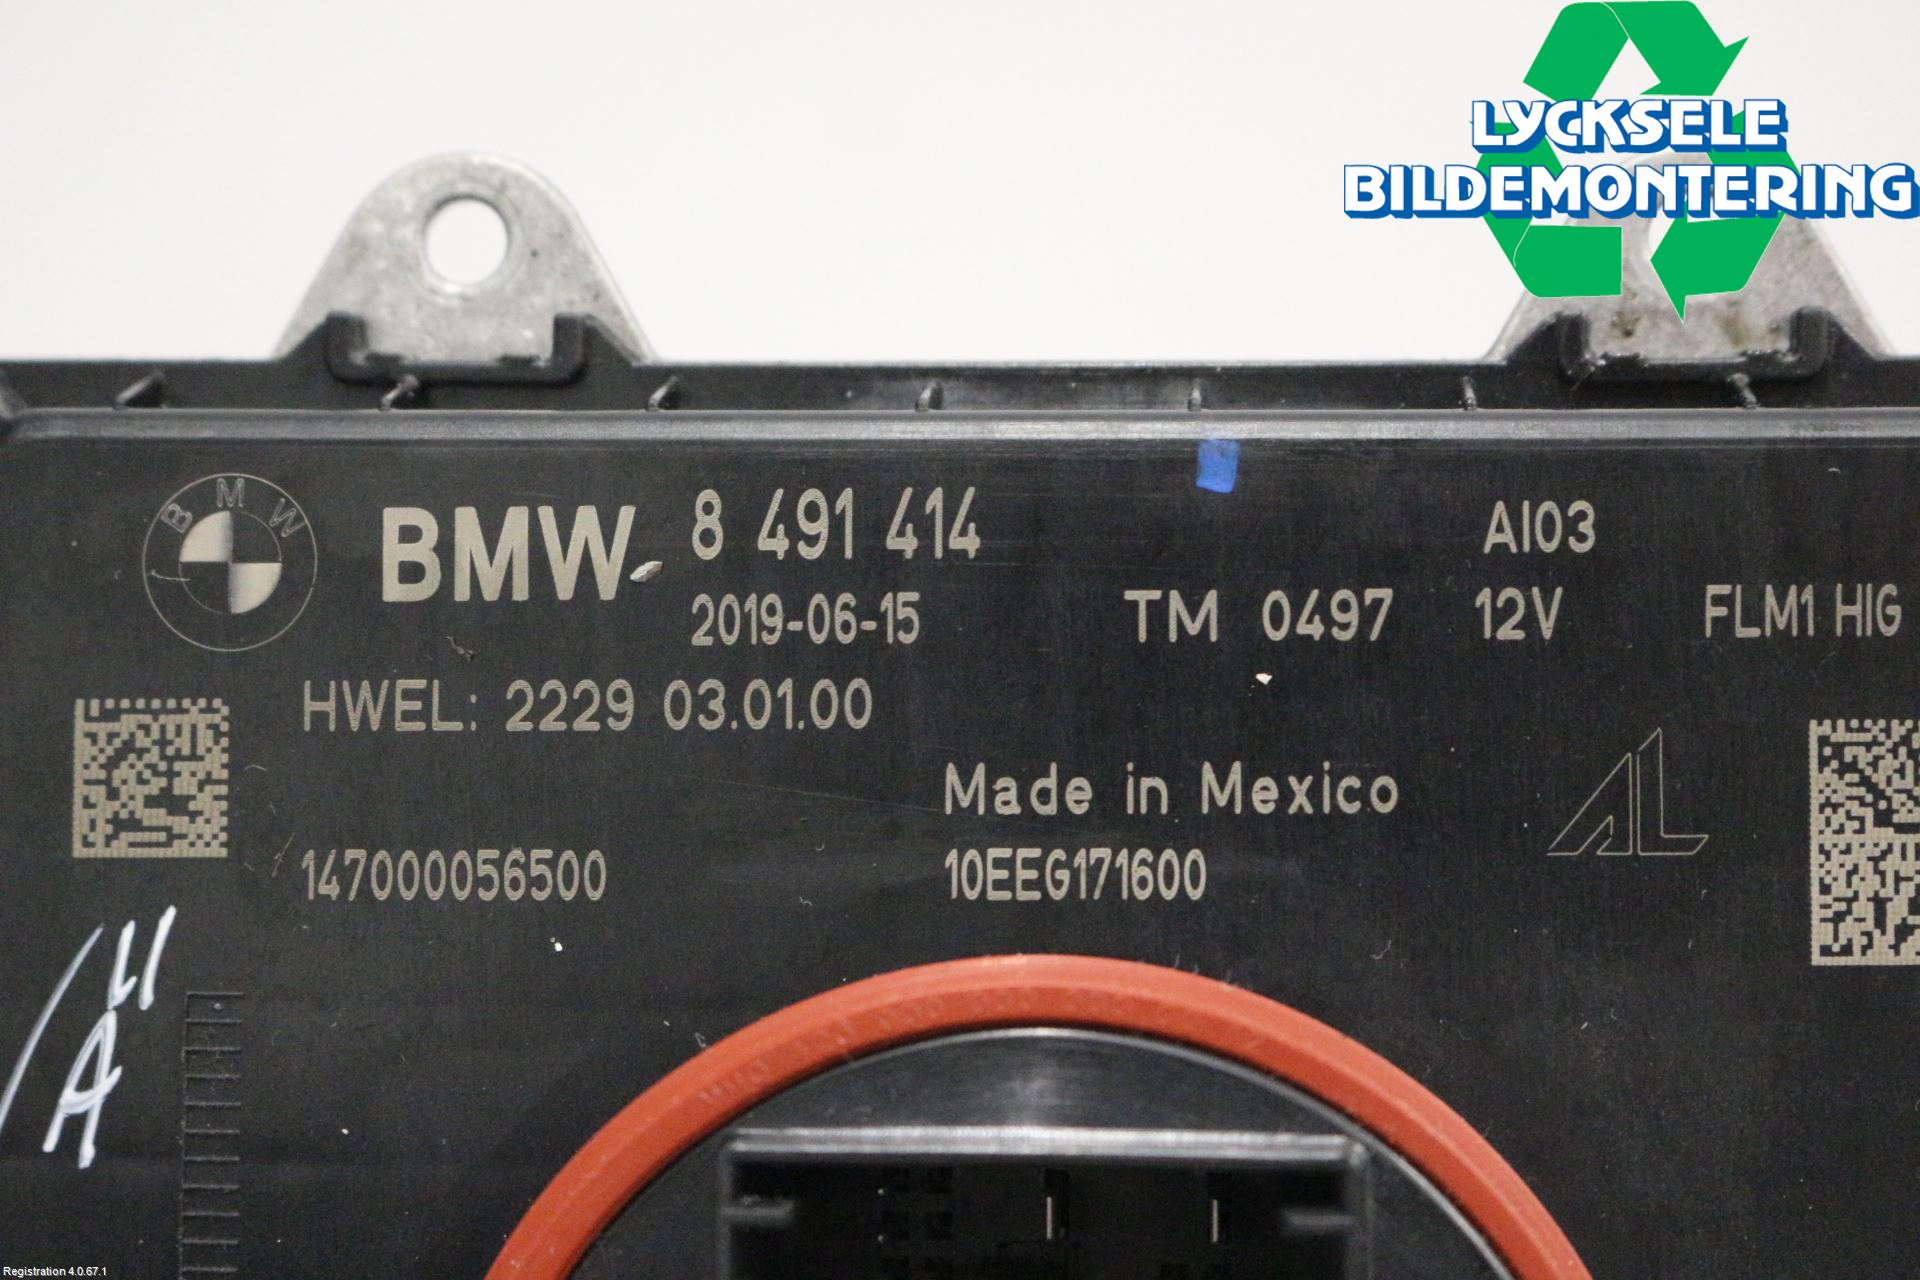 LYCKSELE
BILDEMONTERING
BMW
BMW 8 491 414 AI03
2019-06-15 TM 0497 12V FLM1 HIG
HWEL: 2229 03.01.00
Made in Mexico
AL
147000056500 10EEG171600
Registration 4.0.67.1